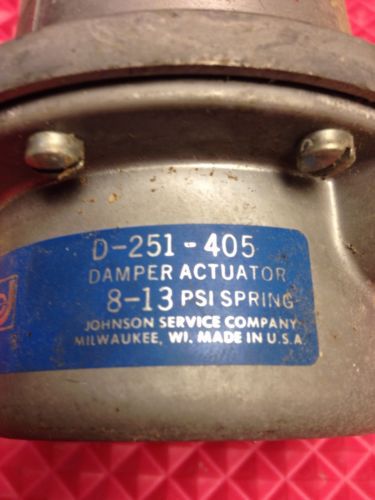 D-251-405
DAMPER ACTUATOR
8-13 PSI SPRING
JOHNSON SERVICE COMPANY
MILWAUKEE, WI. MADE IN U.S.A.